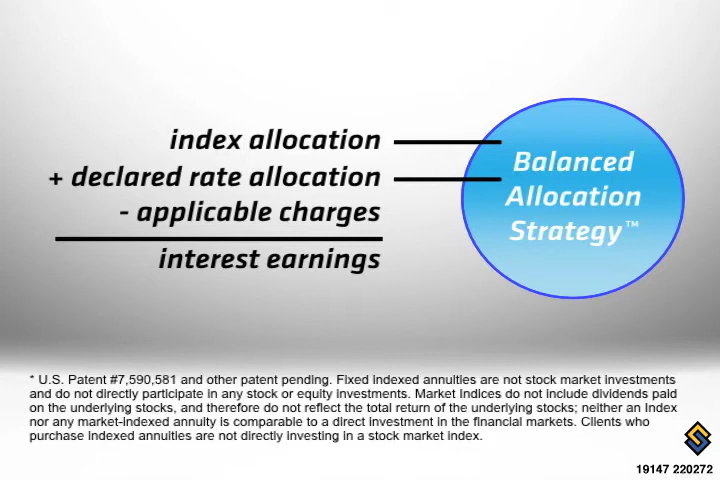 index allocation
+ declared rate allocation
- applicable charges
interest earnings
Balanced
Allocation
Strategy™
* U.S. Patent #7,590,581 and other patent pending. Fixed indexed annuities are not stock market investments
and do not directly participate in any stock or equity investments. Market indices do not include dividends paid
on the underlying stocks, and therefore do not reflect the total return of the underlying stocks; neither an Index
nor any market-indexed annuity is comparable to a direct investment in the financial markets. Clients who
purchase indexed annuities are not directly investing in a stock market index.
19147 220272